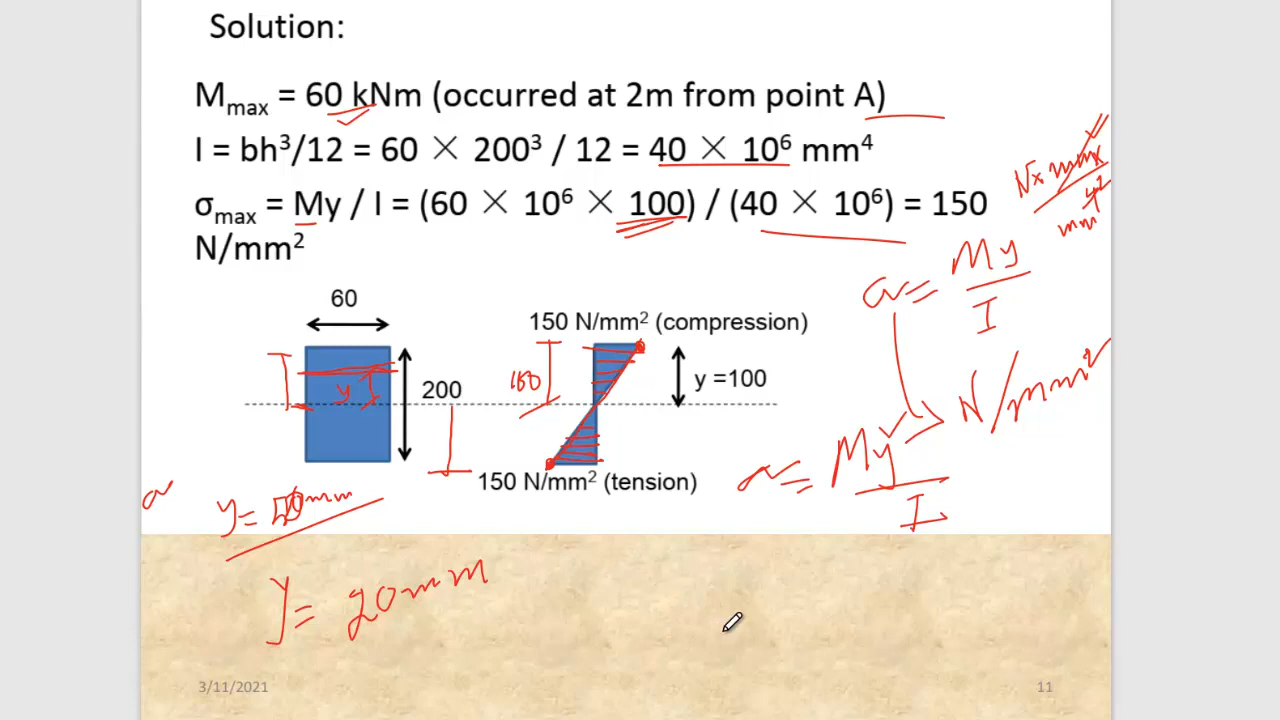 Solution:
Mmax = 60 kNm (occurred at 2m from point A)
I = bh³/12 = 60 × 200³ / 12 = 40 × 10⁶ mm⁴
σmax = My / I = (60 × 10⁶ × 100) / (40 × 10⁶) = 150
N/mm²
60
200
y
150 N/mm² (compression)
100
y =100
150 N/mm² (tension)
σ = My
I
N/mm²
σ = My
I
σ
y = 50mm
y = 20mm
3/11/2021
11